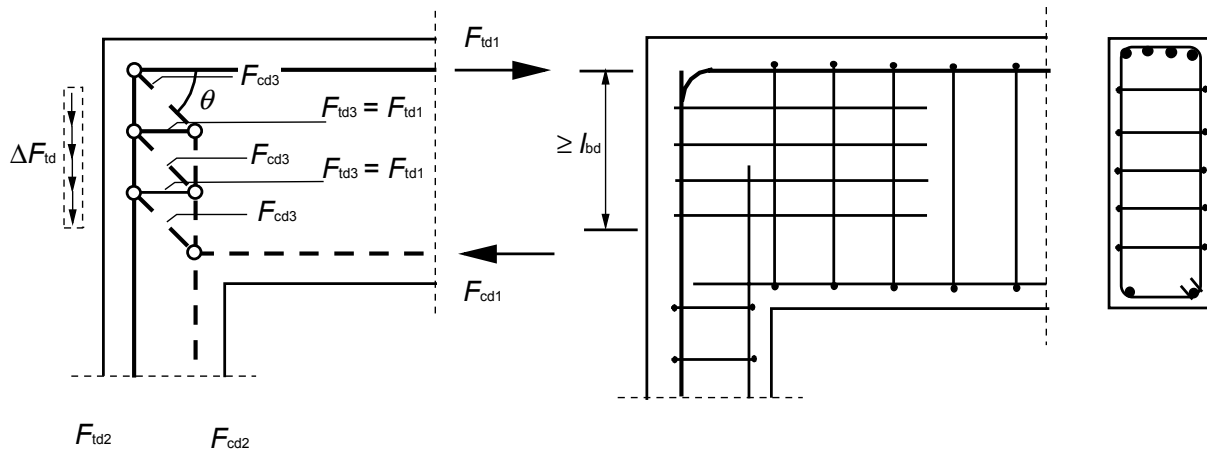 Ftd1
Fcd3
θ
Ftd3 = Ftd1
ΔFtd
Fcd3
Ftd3 = Ftd1
Fcd3
Fcd1
≥ lbd
Ftd2
Fcd2